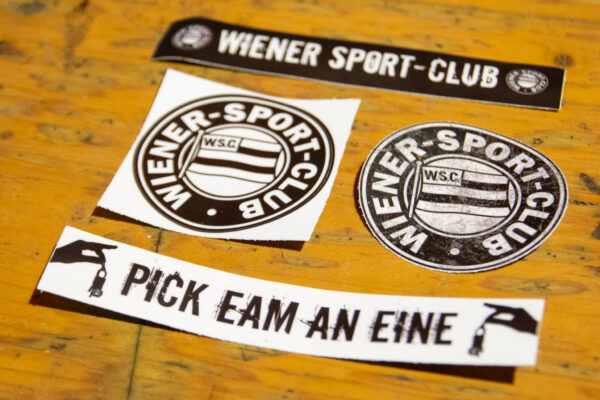 WIENER SPORT-CLUB
WIENER-SPORT-CLUB
W.S.C.
WIENER-SPORT-CLUB
W.S.C.
PICK EAM AN EINE